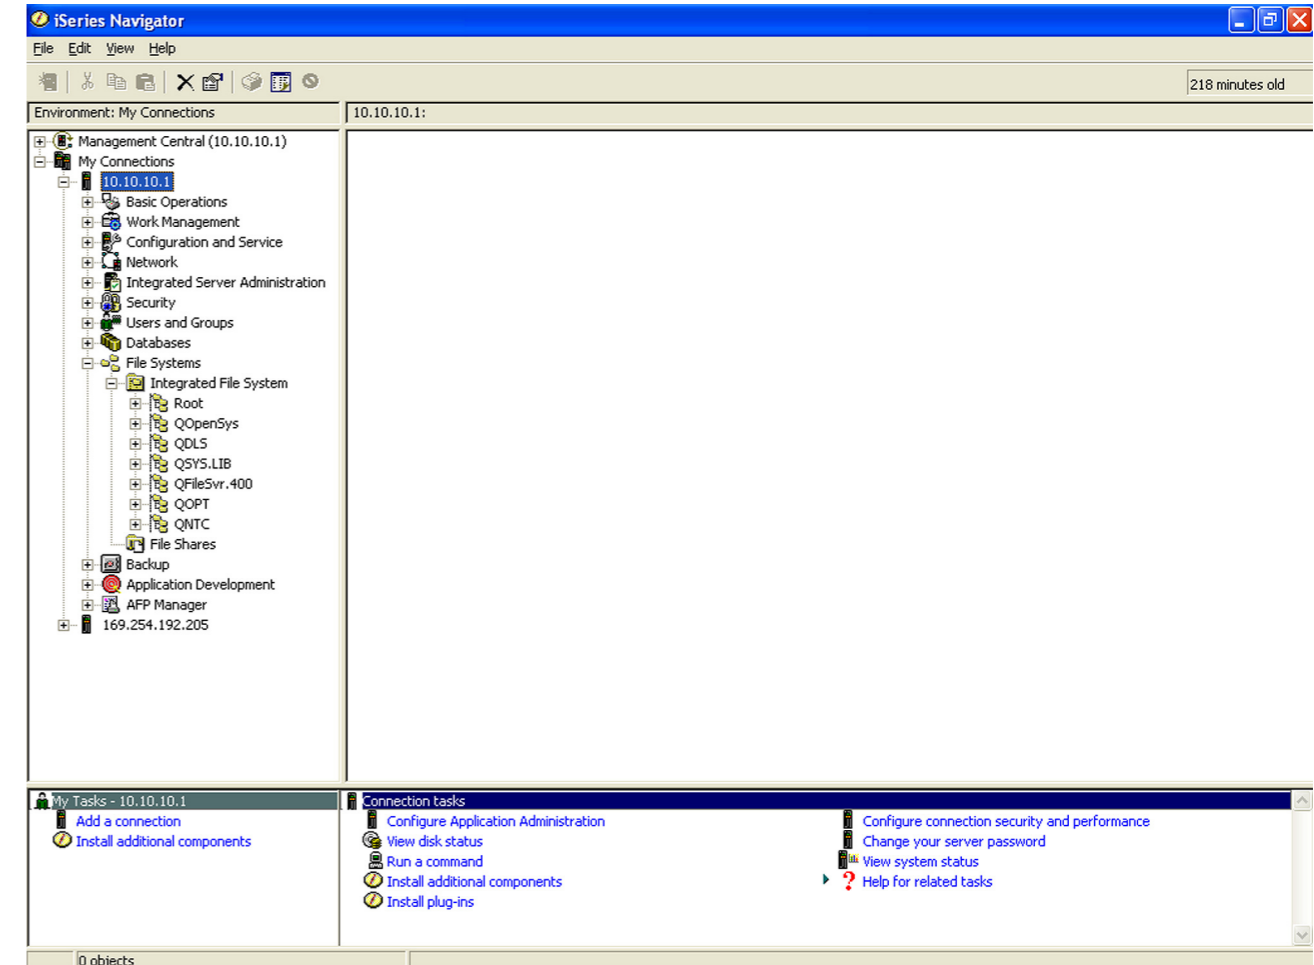 iSeries Navigator
File Edit View Help
218 minutes old
Environment: My Connections
10.10.10.1:
Management Central (10.10.10.1)
My Connections
10.10.10.1
Basic Operations
Work Management
Configuration and Service
Network
Integrated Server Administration
Security
Users and Groups
Databases
File Systems
Integrated File System
Root
QOpenSys
QDLS
QSYS.LIB
QFileSvr.400
QOPT
QNTC
File Shares
Backup
Application Development
AFP Manager
169.254.192.205
My Tasks - 10.10.10.1
Add a connection
Install additional components
Connection tasks
Configure Application Administration
View disk status
Run a command
Install additional components
Install plug-ins
Configure connection security and performance
Change your server password
View system status
Help for related tasks
0 objects